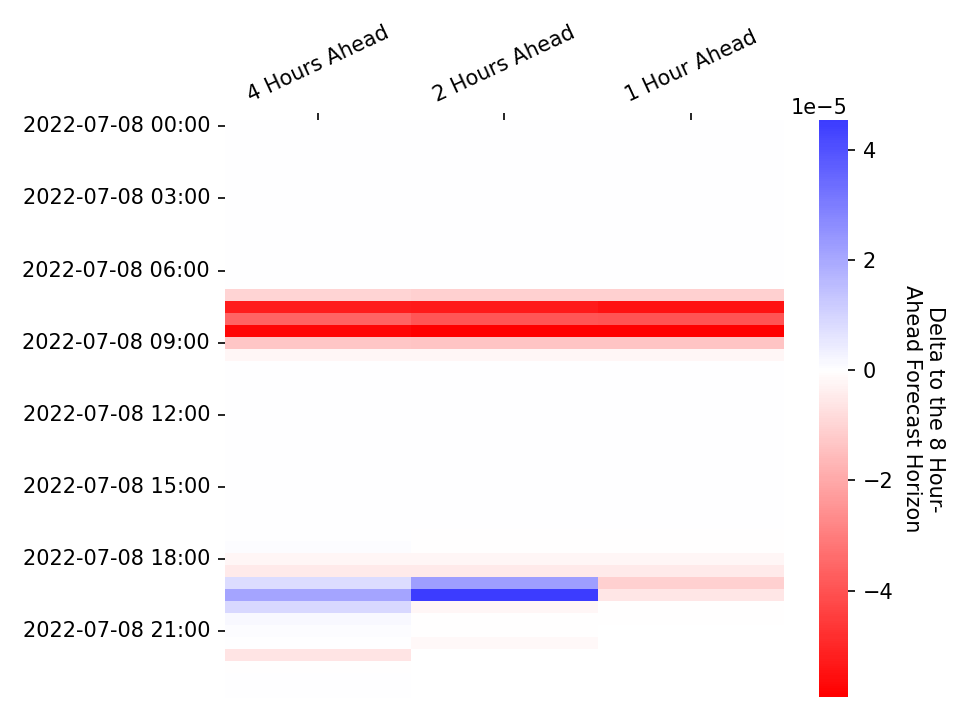 4 Hours Ahead
2 Hours Ahead
1 Hour Ahead
2022-07-08 00:00
2022-07-08 03:00
2022-07-08 06:00
2022-07-08 09:00
2022-07-08 12:00
2022-07-08 15:00
2022-07-08 18:00
2022-07-08 21:00
1e−5
4
2
0
−2
−4
Delta to the 8 Hour-
Ahead Forecast Horizon